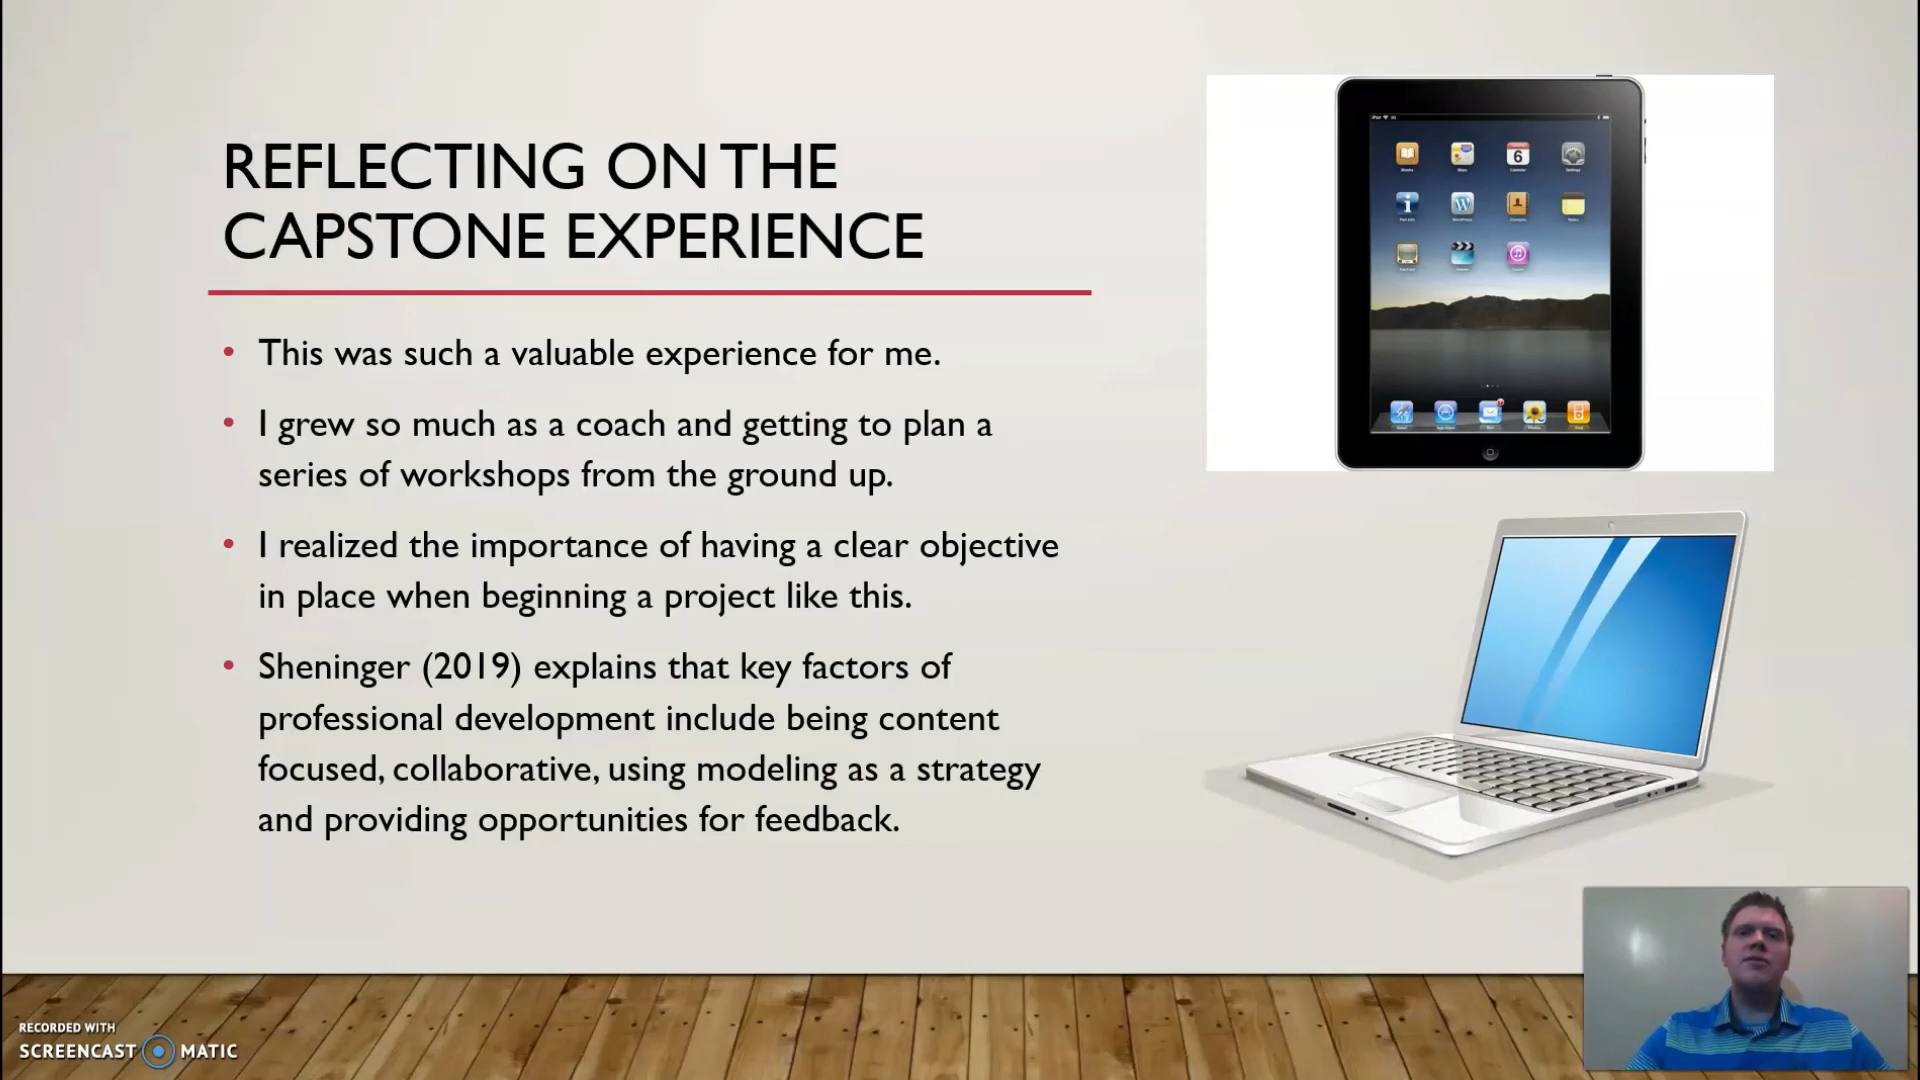 REFLECTING ON THE
CAPSTONE EXPERIENCE
• This was such a valuable experience for me.
• I grew so much as a coach and getting to plan a
series of workshops from the ground up.
• I realized the importance of having a clear objective
in place when beginning a project like this.
• Sheninger (2019) explains that key factors of
professional development include being content
focused, collaborative, using modeling as a strategy
and providing opportunities for feedback.
6
RECORDED WITH
SCREENCAST MATIC